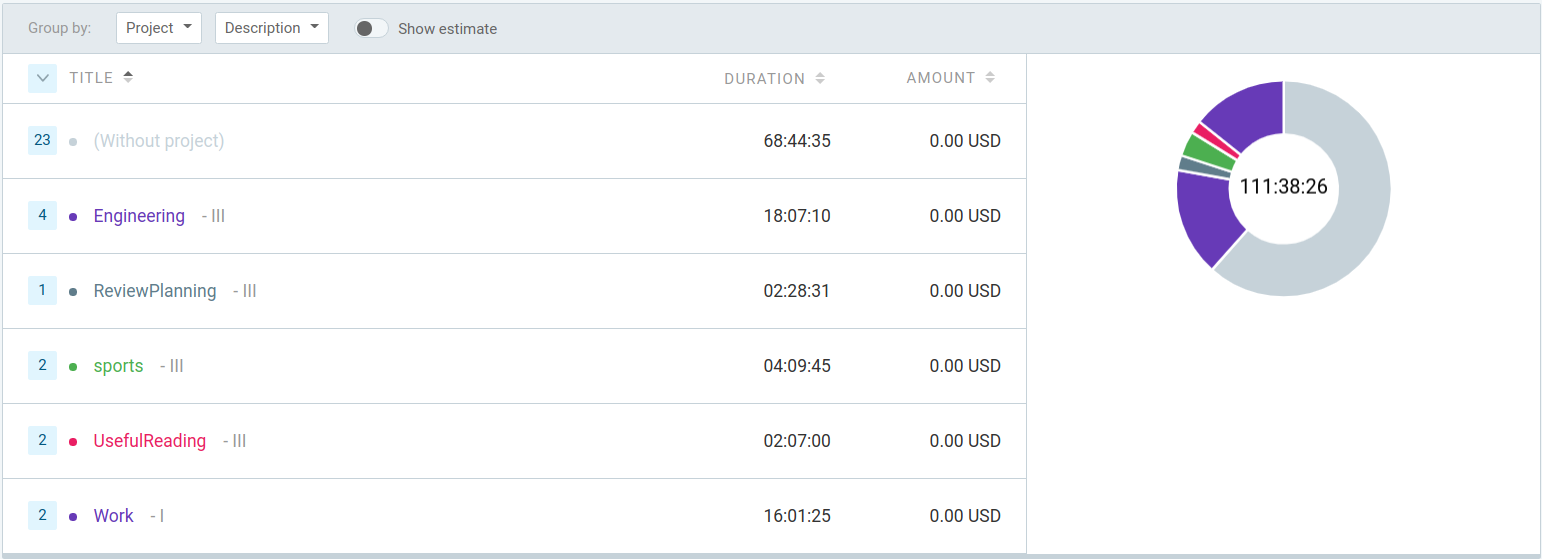 Group by: Project Description Show estimate
TITLE DURATION AMOUNT
23 (Without project) 68:44:35 0.00 USD
4 Engineering - III 18:07:10 0.00 USD
1 ReviewPlanning - III 02:28:31 0.00 USD
2 sports - III 04:09:45 0.00 USD
2 UsefulReading - III 02:07:00 0.00 USD
2 Work - I 16:01:25 0.00 USD
111:38:26